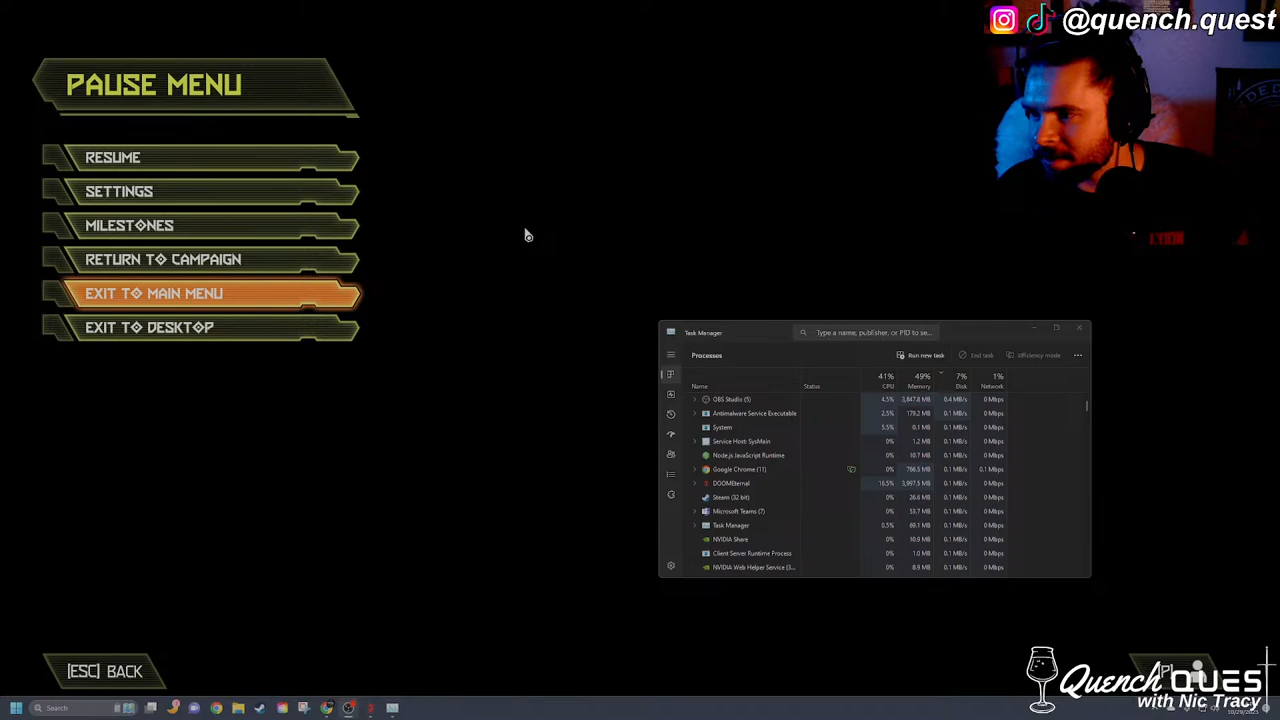 @quench.quest
PAUSE MENU
RESUME
SETTINGS
MILESTONES
RETURN TO CAMPAIGN
EXIT TO MAIN MENU
EXIT TO DESKTOP
Task Manager
Type a name, publisher, or PID to se...
Processes
Run new task
End task
Efficiency mode
41% 49% 7% 1%
Name Status CPU Memory Disk Network
OBS Studio (5) 4.5% 3,847.8 MB 0.4 MB/s 0 Mbps
Antimalware Service Executable 2.5% 179.2 MB 0.1 MB/s 0 Mbps
System 5.5% 0.1 MB 0.1 MB/s 0 Mbps
Service Host: SysMain 0% 1.2 MB 0.1 MB/s 0 Mbps
Node.js JavaScript Runtime 0% 10.7 MB 0.1 MB/s 0 Mbps
Google Chrome (11) 0% 766.5 MB 0.1 MB/s 0.1 Mbps
DOOMEternal 16.5% 3,997.5 MB 0.1 MB/s 0 Mbps
Steam (32 bit) 0% 26.6 MB 0.1 MB/s 0 Mbps
Microsoft Teams (7) 0% 53.7 MB 0.1 MB/s 0 Mbps
Task Manager 0.5% 69.1 MB 0.1 MB/s 0 Mbps
NVIDIA Share 0% 10.9 MB 0.1 MB/s 0 Mbps
Client Server Runtime Process 0% 1.0 MB 0.1 MB/s 0 Mbps
NVIDIA Web Helper Service (3... 0% 8.9 MB 0.1 MB/s 0 Mbps
[ESC] BACK
QUENCH QUEST
with Nic Tracy
Search
10/29/2023